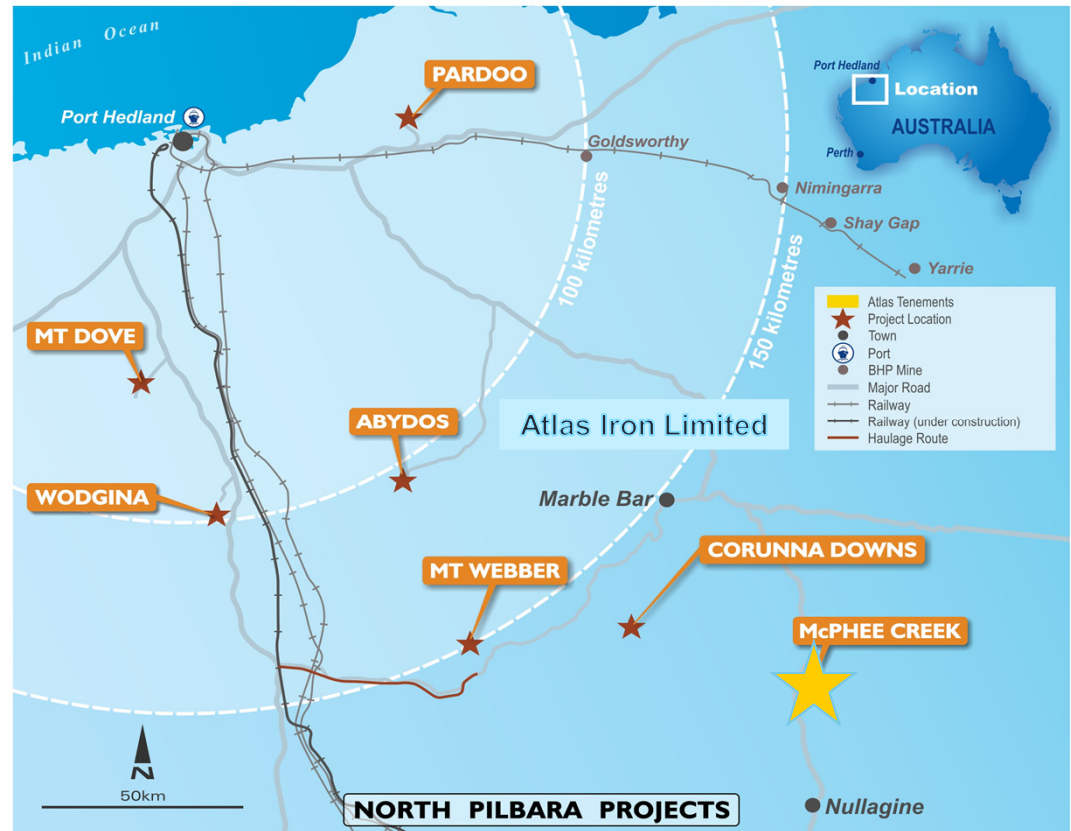 Indian Ocean
PARDOO
Port Hedland
Port Hedland
Location
AUSTRALIA
Perth
Goldsworthy
Nimingarra
Shay Gap
Yarrie
100 kilometres
150 kilometres
Atlas Tenements
Project Location
Town
Port
BHP Mine
Major Road
Railway
Railway (under construction)
Haulage Route
MT DOVE
ABYDOS
Atlas Iron Limited
WODGINA
Marble Bar
CORUNNA DOWNS
MT WEBBER
McPHEE CREEK
N
50km
NORTH PILBARA PROJECTS
Nullagine